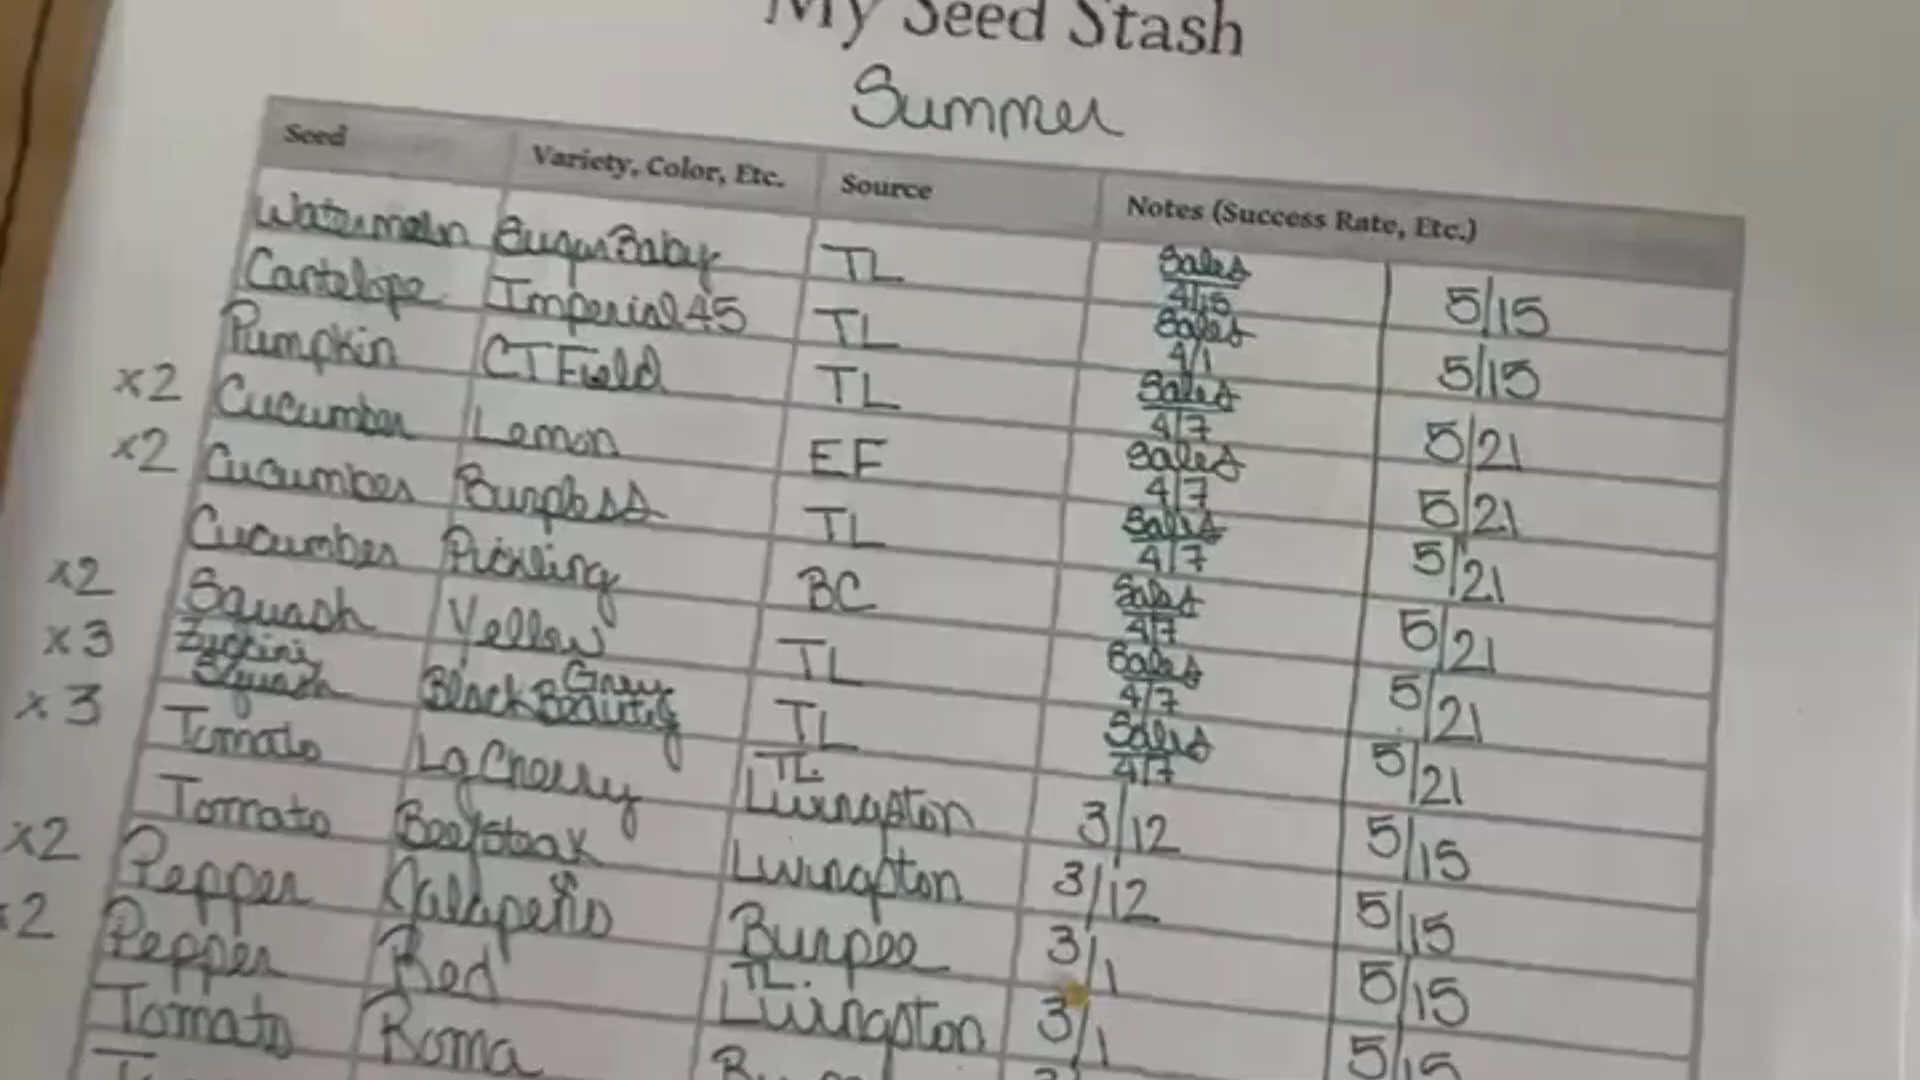 My Seed Stash
Summer
Seed Variety, Color, Etc. Source Notes (Success Rate, Etc.)
Watermelon Sugar Baby TL Sales 4/15 5/15
Cantelope Imperial 45 TL Sales 4/1 5/15
Pumpkin CT Field TL Sales 4/7 5/21
x2 Cucumber Lemon EF Sales 4/7 5/21
x2 Cucumber Burpless TL Sales 4/7 5/21
Cucumber Pickling BC Sales 4/7 5/21
x2 Squash Yellow TL Sales 4/7 5/21
x3 Zucchini Squash Grey Black Beauty TL Sales 4/7 5/21
x3 Tomato Lg Cherry TL. Livingston 3/12 5/15
Tomato Beefsteak Livingston 3/12 5/15
x2 Pepper Jalapeño Burpee 3/1 5/15
x2 Pepper Red TL. Livingston 3/1 5/15
Tomato Roma